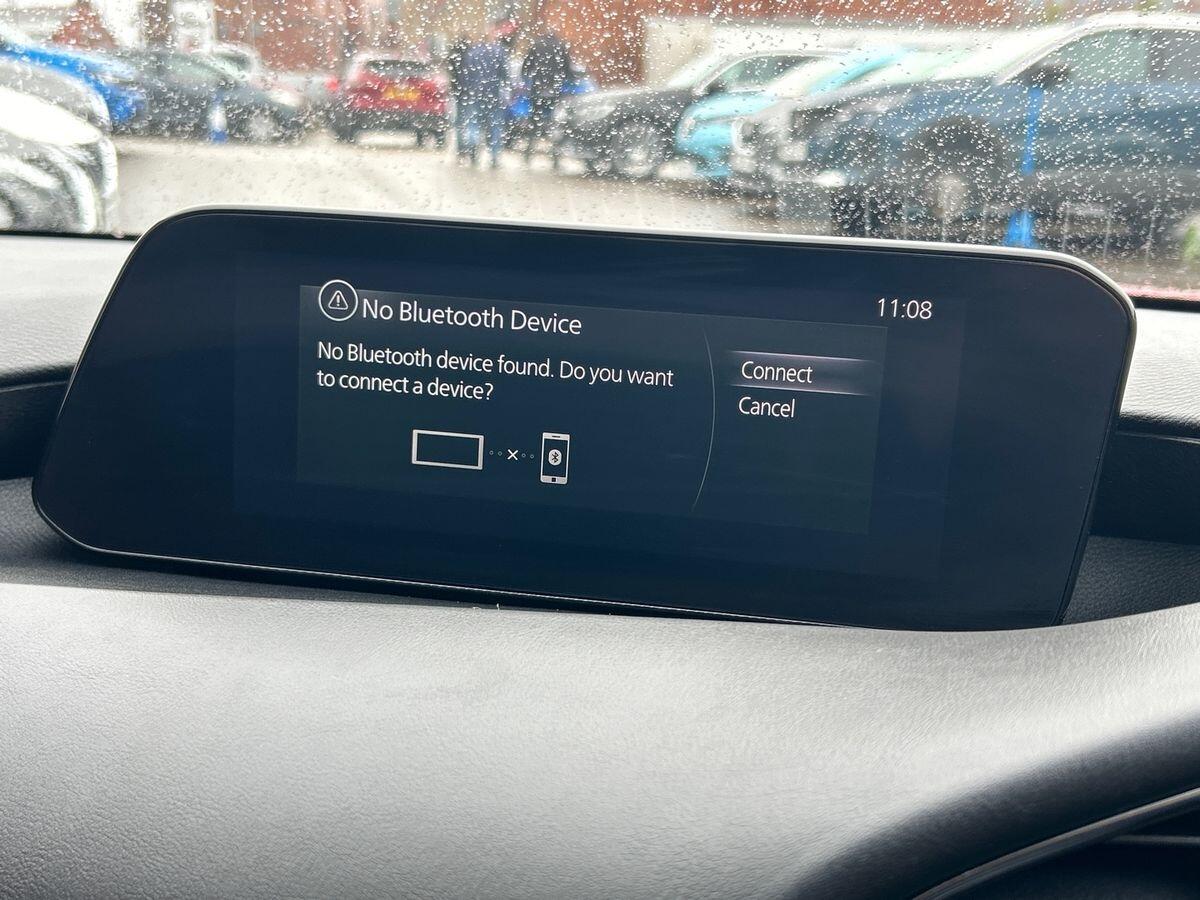 No Bluetooth Device
11:08
No Bluetooth device found. Do you want
to connect a device?
Connect
Cancel